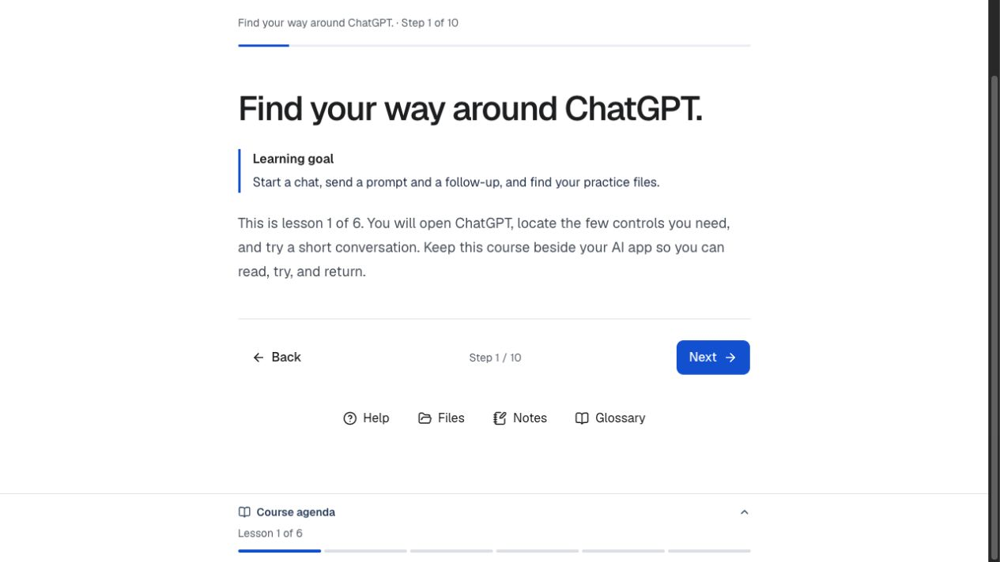 Find your way around ChatGPT. · Step 1 of 10
Find your way around ChatGPT.
Learning goal
Start a chat, send a prompt and a follow-up, and find your practice files.
This is lesson 1 of 6. You will open ChatGPT, locate the few controls you need,
and try a short conversation. Keep this course beside your AI app so you can
read, try, and return.
Back
Step 1 / 10
Next
Help
Files
Notes
Glossary
Course agenda
Lesson 1 of 6